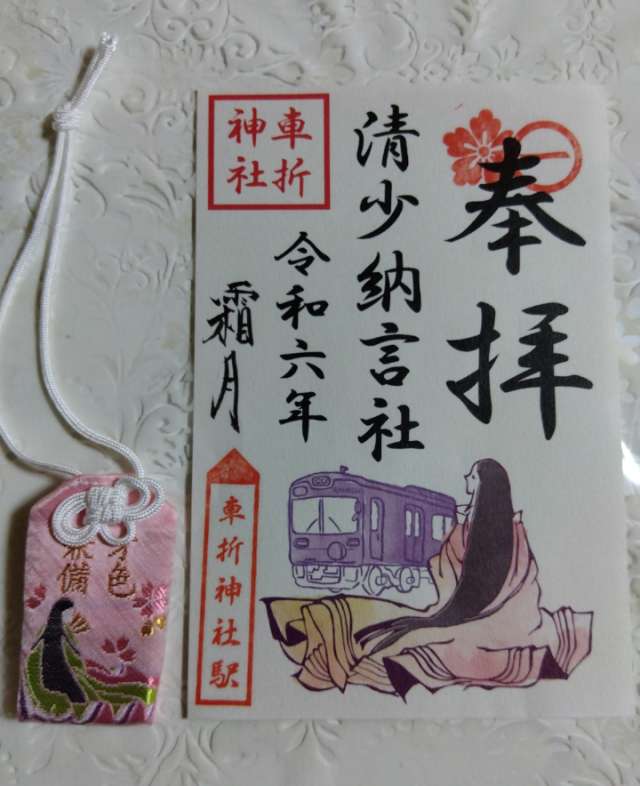 奉拝
清少納言社
令和六年
霜月
車折
神社
車折神社駅
才色
兼備